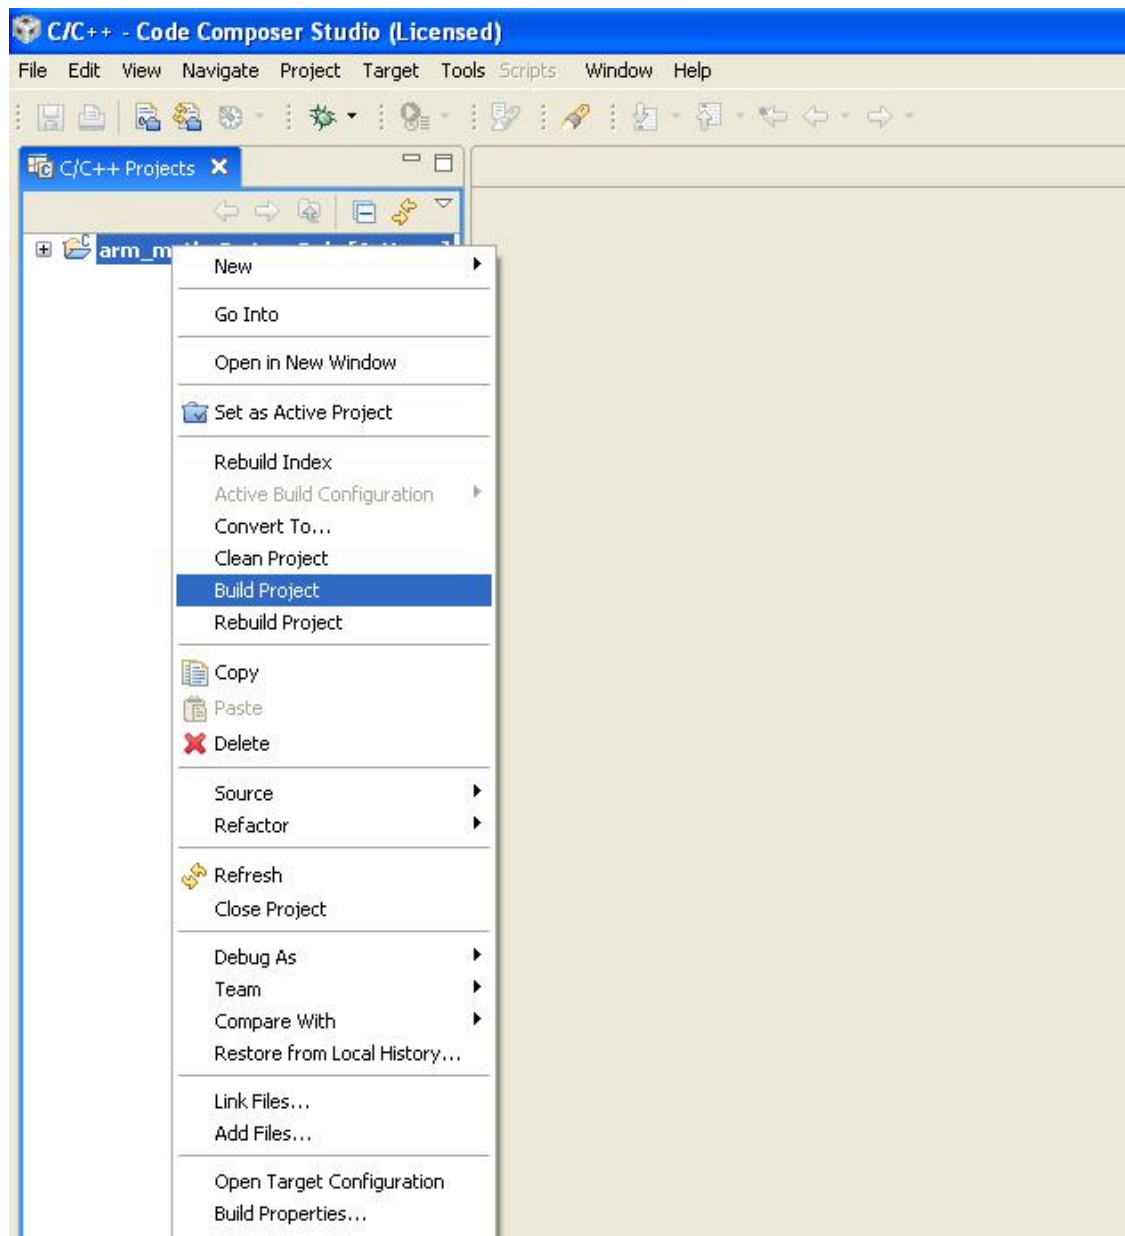 C/C++ - Code Composer Studio (Licensed)
File Edit View Navigate Project Target Tools Scripts Window Help
C/C++ Projects
New
Go Into
Open in New Window
Set as Active Project
Rebuild Index
Active Build Configuration
Convert To...
Clean Project
Build Project
Rebuild Project
Copy
Paste
Delete
Source
Refactor
Refresh
Close Project
Debug As
Team
Compare With
Restore from Local History...
Link Files...
Add Files...
Open Target Configuration
Build Properties...